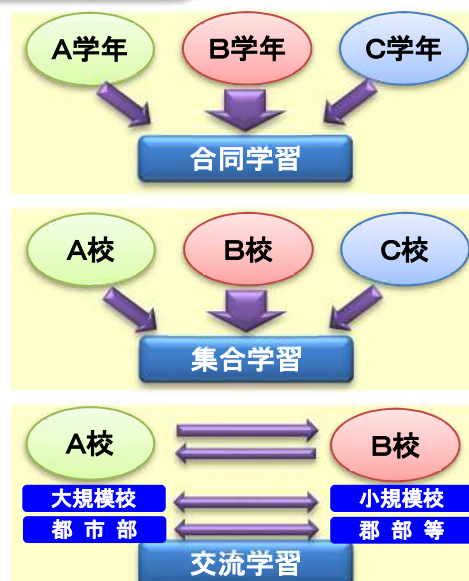 A学年 B学年 C学年
合同学習
A校 B校 C校
集合学習
A校 B校
大規模校 小規模校
都市部 郡部等
交流学習